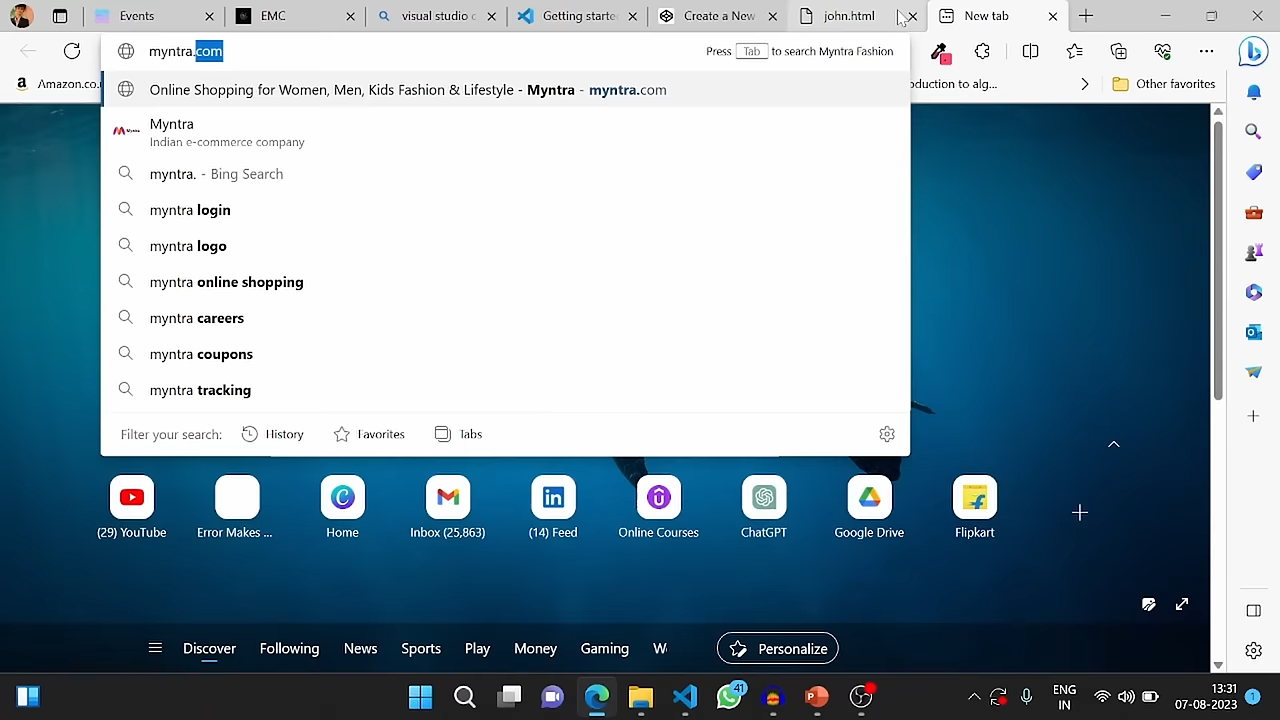 Events
EMC
visual studio c
Getting starte
Create a New
john.html
New tab
myntra.com
Press Tab to search Myntra Fashion
Amazon.co
oduction to alg...
Other favorites
Online Shopping for Women, Men, Kids Fashion & Lifestyle - Myntra - myntra.com
Myntra
Myntra
Indian e-commerce company
myntra. - Bing Search
myntra login
myntra logo
myntra online shopping
myntra careers
myntra coupons
myntra tracking
Filter your search:
History
Favorites
Tabs
(29) YouTube
Error Makes ...
Home
Inbox (25,863)
(14) Feed
Online Courses
ChatGPT
Google Drive
Flipkart
Discover
Following
News
Sports
Play
Money
Gaming
W
Personalize
41
ENG
IN
13:31
07-08-2023
1